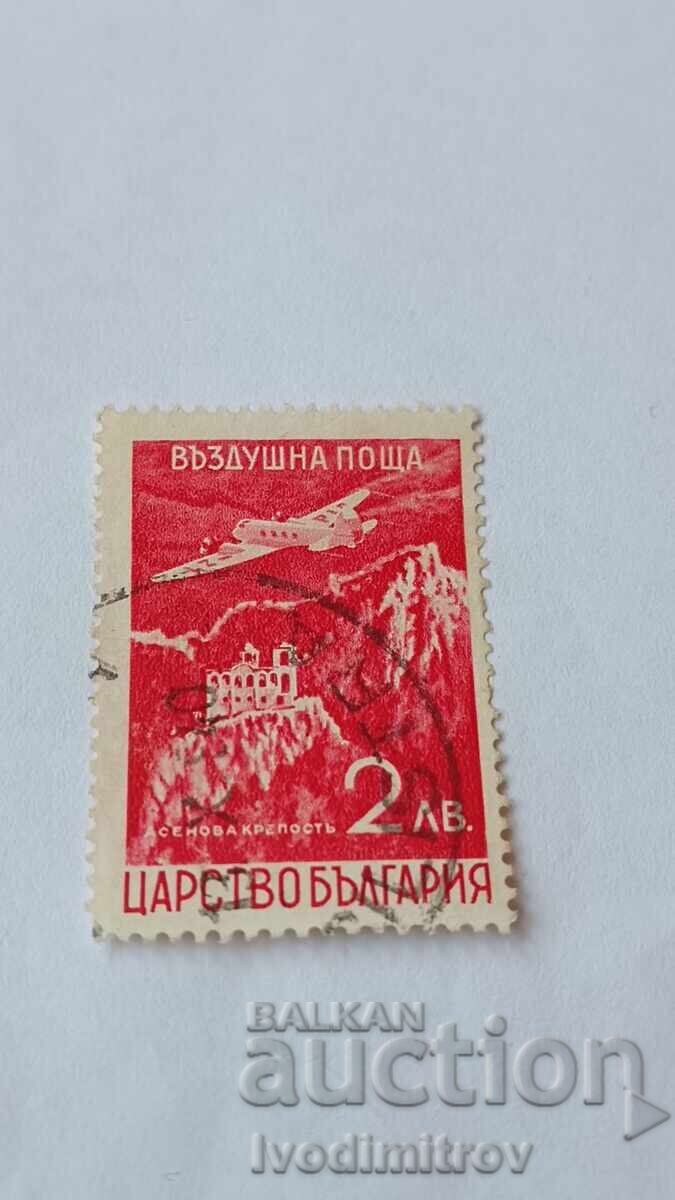 ВЪЗДУШНА ПОЩА
АСЕНОВА КРЕПОСТЬ
2 ЛВ.
ЦАРСТВО БЪЛГАРИЯ
BALKAN
auction
Ivodimitrov